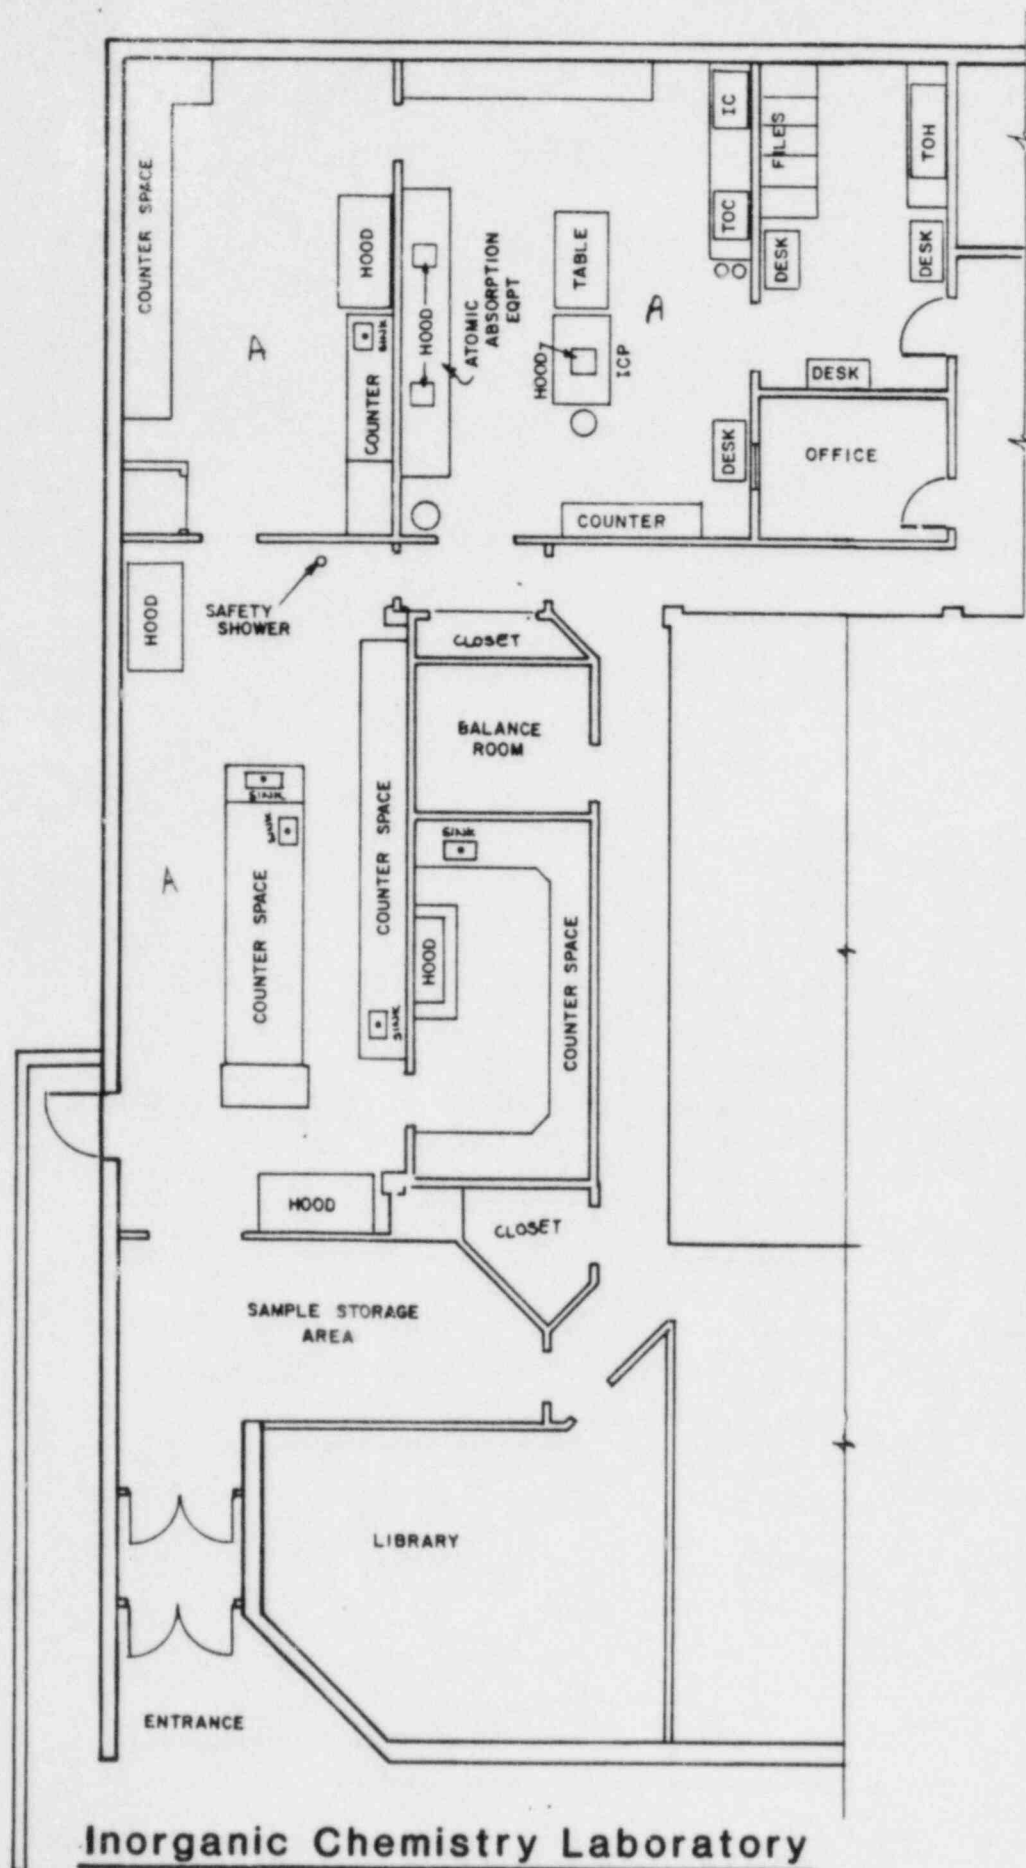 COUNTER SPACE
HOOD
SINK
COUNTER
A
HOOD
ATOMIC
ABSORPTION
EQPT
TABLE
HOOD
ICP
A
IC
TOC
FILES
DESK
TOH
DESK
DESK
DESK
OFFICE
COUNTER
HOOD
SAFETY
SHOWER
CLOSET
BALANCE
ROOM
SINK
SINK
COUNTER SPACE
A
COUNTER SPACE
SINK
SINK
HOOD
COUNTER SPACE
HOOD
CLOSET
SAMPLE STORAGE
AREA
LIBRARY
ENTRANCE
Inorganic Chemistry Laboratory